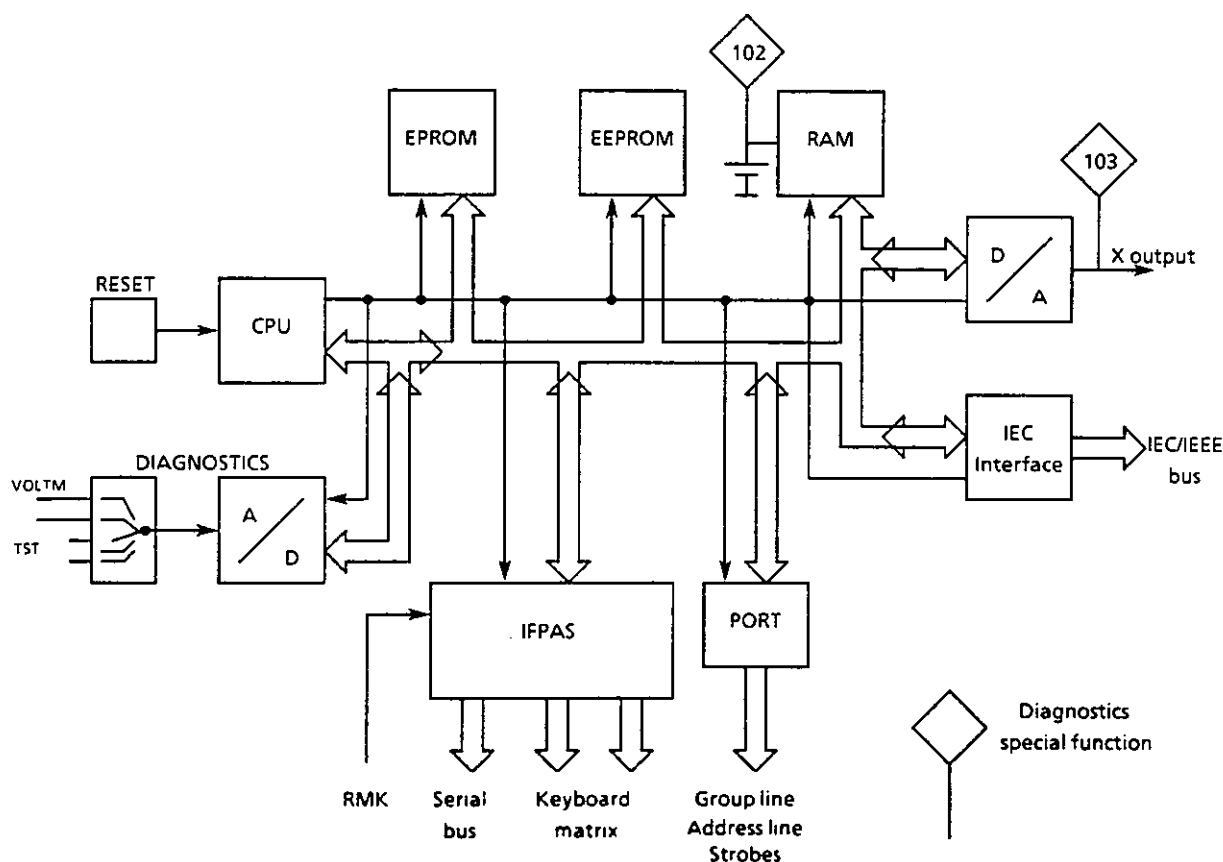 102
EPROM
EEPROM
RAM
103
D
A
X output
RESET
CPU
IEC
Interface
IEC/IEEE
bus
DIAGNOSTICS
VOLTM
TST
A
D
IFPAS
PORT
Diagnostics
special function
RMK
Serial
bus
Keyboard
matrix
Group line
Address line
Strobes